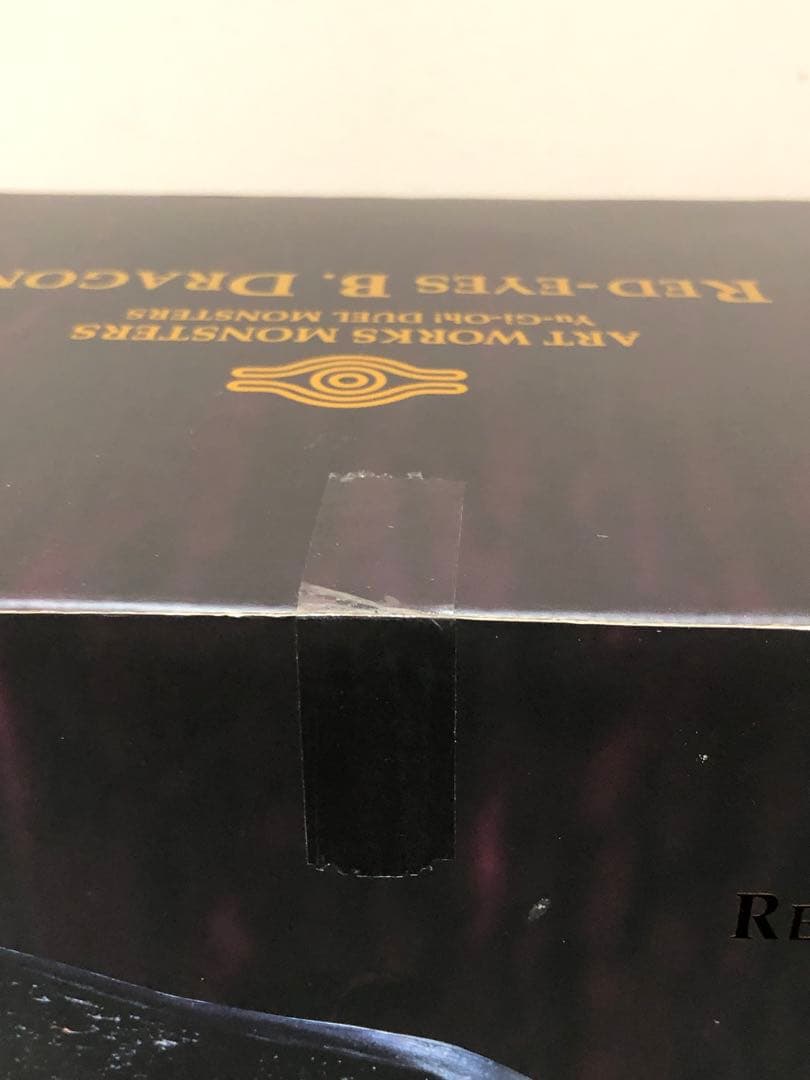 ART WORKS MONSTERS
Yu-Gi-Oh! DUEL MONSTERS
RED-EYES B. DRAGON